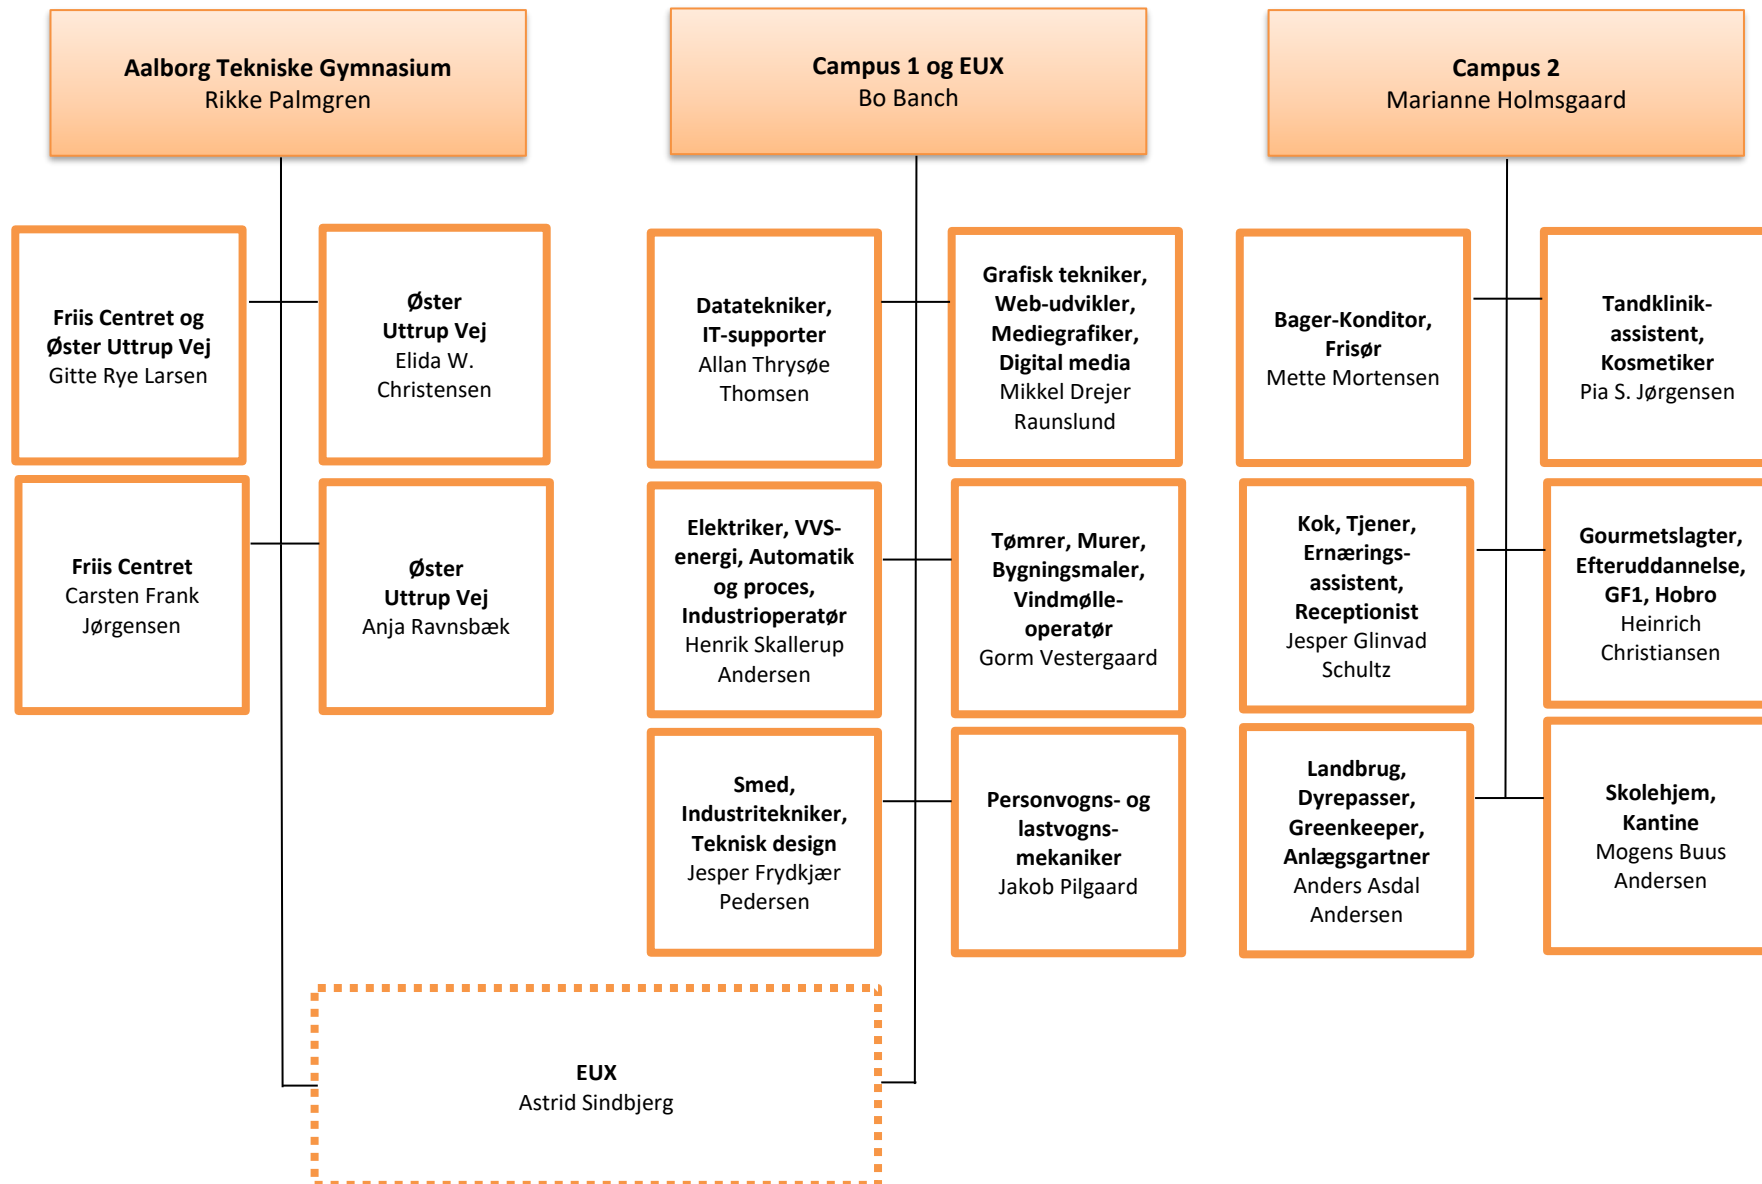 Aalborg Tekniske Gymnasium
Rikke Palmgren
Campus 1 og EUX
Bo Banch
Campus 2
Marianne Holmsgaard
Friis Centret og
Øster Uttrup Vej
Gitte Rye Larsen
Øster
Uttrup Vej
Elida W.
Christensen
Friis Centret
Carsten Frank
Jørgensen
Øster
Uttrup Vej
Anja Ravnsbæk
Datatekniker,
IT-supporter
Allan Thrysøe
Thomsen
Grafisk tekniker,
Web-udvikler,
Mediegrafiker,
Digital media
Mikkel Drejer
Raunslund
Elektriker, VVS-
energi, Automatik
og proces,
Industrioperatør
Henrik Skallerup
Andersen
Tømrer, Murer,
Bygningsmaler,
Vindmølle-
operatør
Gorm Vestergaard
Smed,
Industritekniker,
Teknisk design
Jesper Frydkjær
Pedersen
Personvogns- og
lastvogns-
mekaniker
Jakob Pilgaard
Bager-Konditor,
Frisør
Mette Mortensen
Tandklinik-
assistent,
Kosmetiker
Pia S. Jørgensen
Kok, Tjener,
Ernærings-
assistent,
Receptionist
Jesper Glinvad
Schultz
Gourmetslagter,
Efteruddannelse,
GF1, Hobro
Heinrich
Christiansen
Landbrug,
Dyrepasser,
Greenkeeper,
Anlægsgartner
Anders Asdal
Andersen
Skolehjem,
Kantine
Mogens Buus
Andersen
EUX
Astrid Sindbjerg